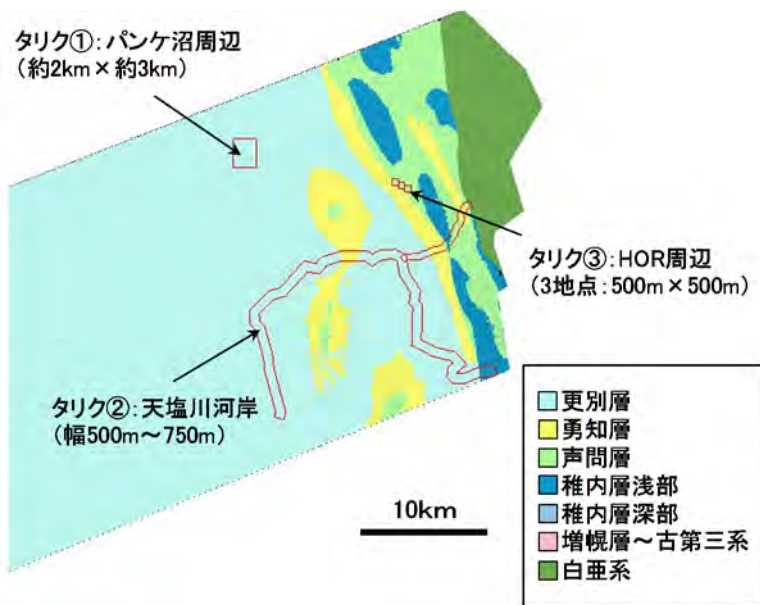 タリク①：パンケ沼周辺
（約2km×約3km）
タリク③：HOR周辺
（3地点：500m×500m）
タリク②：天塩川河岸
（幅500m～750m）
10km
更別層
勇知層
声問層
稚内層浅部
稚内層深部
増幌層～古第三系
白亜系